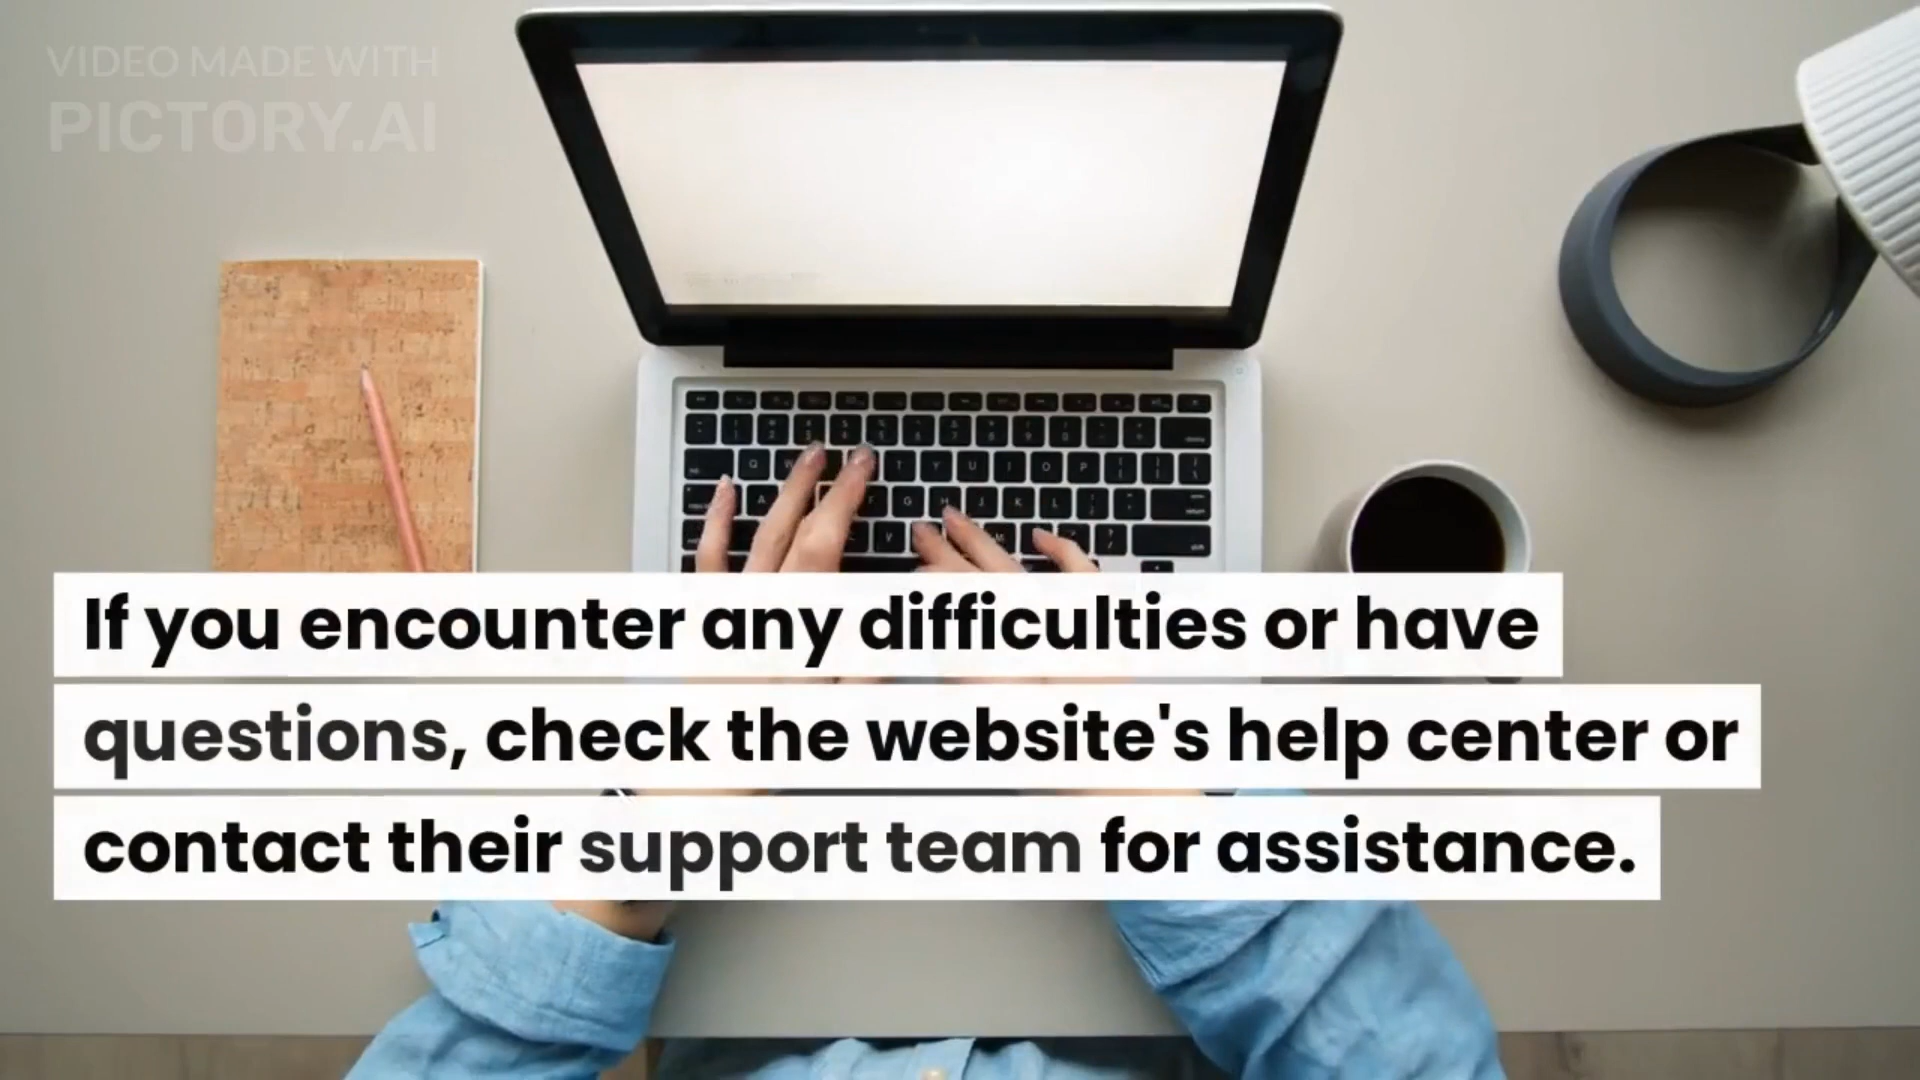 VIDEO MADE WITH
PICTORY.AI
If you encounter any difficulties or have
questions, check the website's help center or
contact their support team for assistance.